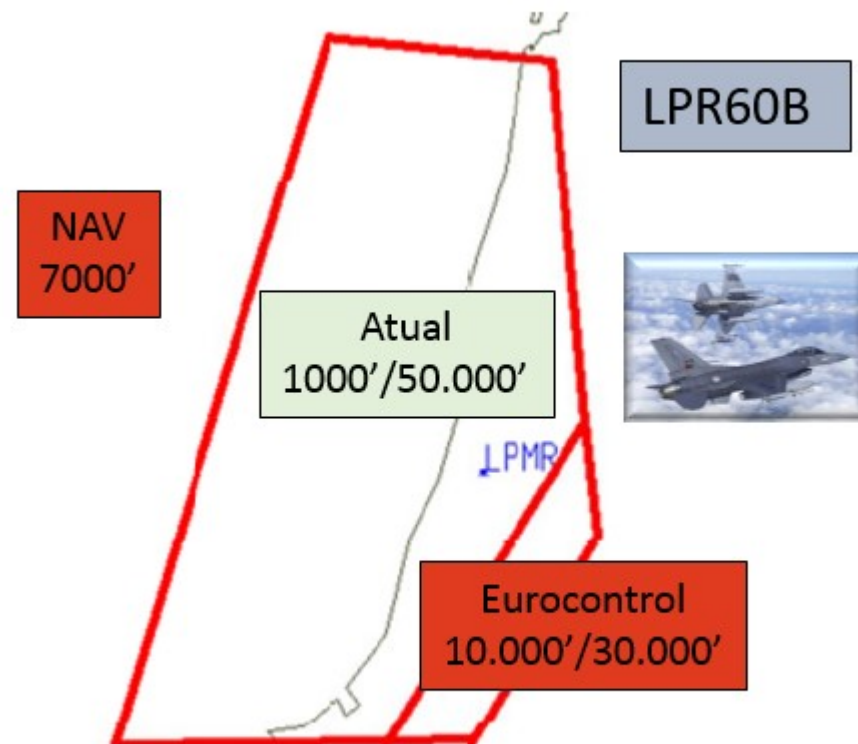 LPR60B
NAV
7000’
Atual
1000’/50.000’
LPMR
Eurocontrol
10.000’/30.000’